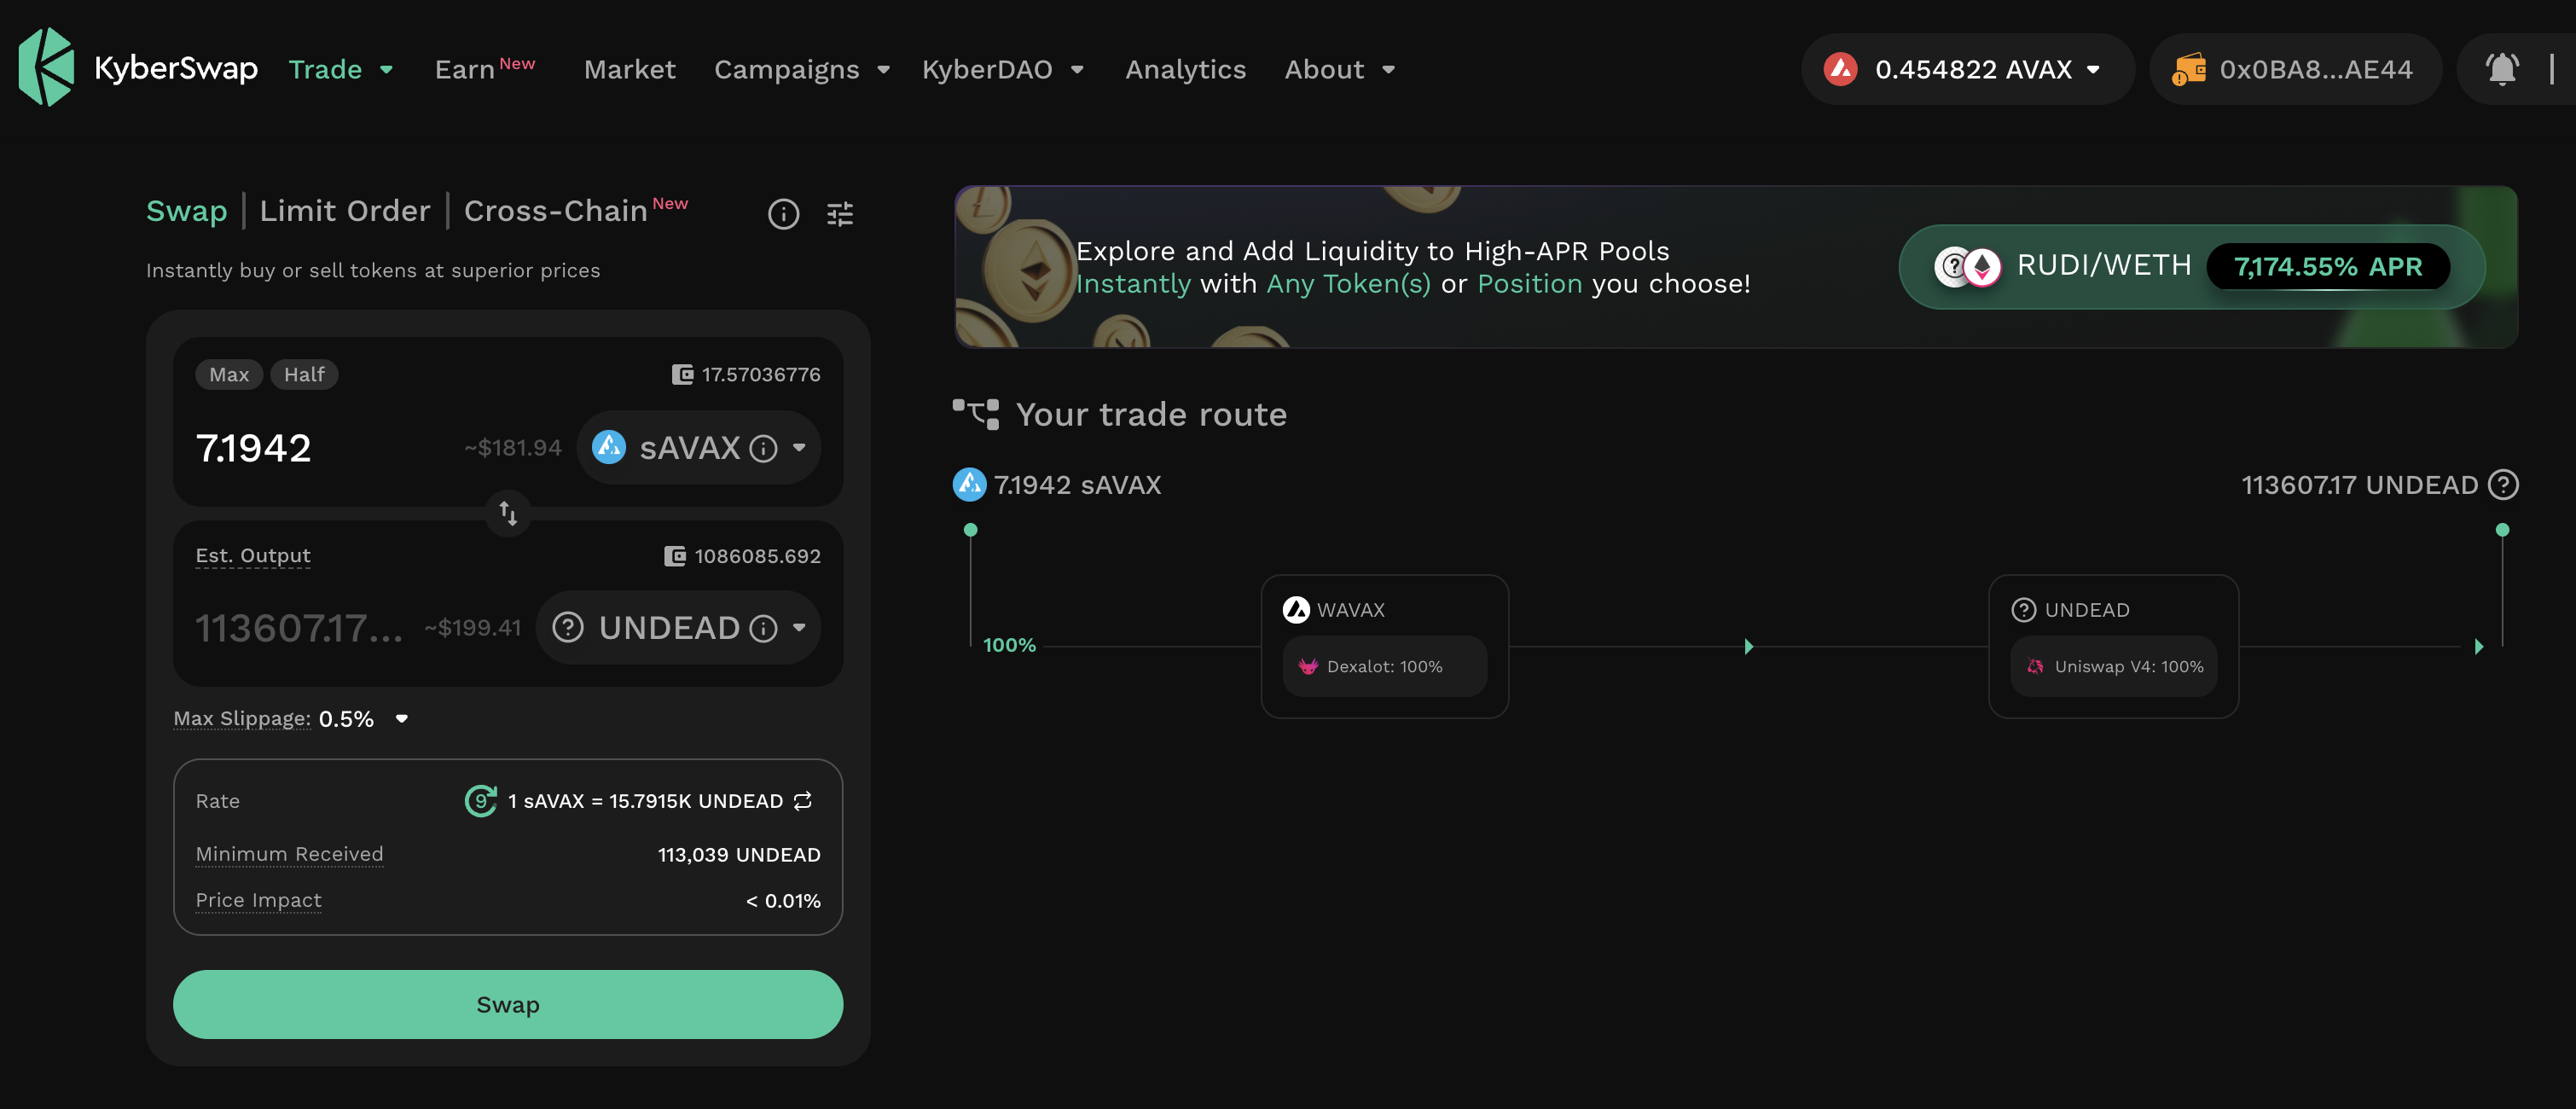 KyberSwap Trade Earn New Market Campaigns KyberDAO Analytics About 0.454822 AVAX 0x0BA8...AE44
Swap | Limit Order | Cross-Chain New
Instantly buy or sell tokens at superior prices
Max Half 17.57036776
7.1942 ~$181.94 sAVAX
Est. Output 1086085.692
113607.17... ~$199.41 UNDEAD
Max Slippage: 0.5%
Rate 9 1 sAVAX = 15.7915K UNDEAD
Minimum Received 113,039 UNDEAD
Price Impact < 0.01%
Swap
Explore and Add Liquidity to High-APR Pools
Instantly with Any Token(s) or Position you choose!
RUDI/WETH 7,174.55% APR
Your trade route
7.1942 sAVAX 113607.17 UNDEAD
100%
WAVAX
Dexalot: 100%
UNDEAD
Uniswap V4: 100%